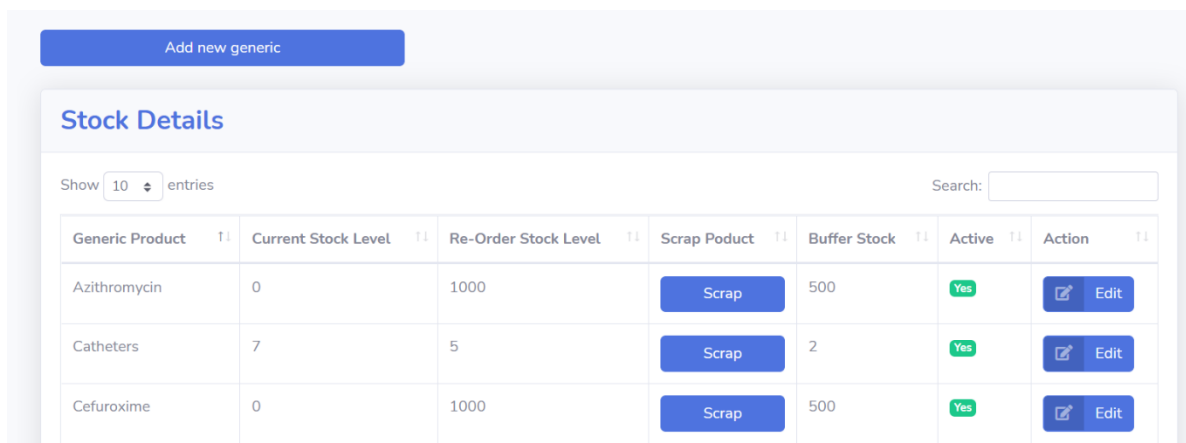 Add new generic
Stock Details
Show 10 entries
Search:
Generic Product Current Stock Level Re-Order Stock Level Scrap Poduct Buffer Stock Active Action
Azithromycin 0 1000 Scrap 500 Yes Edit
Catheters 7 5 Scrap 2 Yes Edit
Cefuroxime 0 1000 Scrap 500 Yes Edit